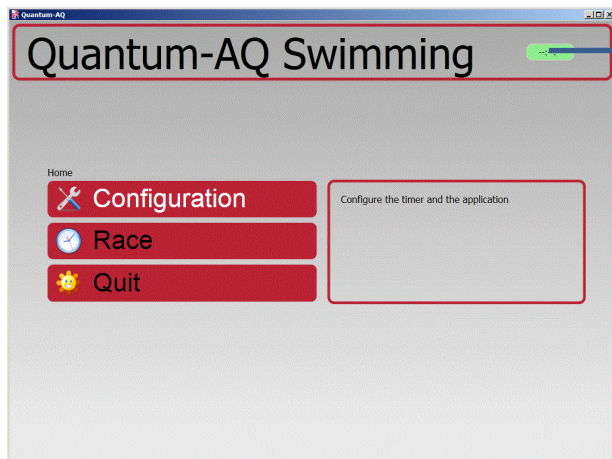 Quantum-AQ
Quantum-AQ Swimming
Home
Configuration
Configure the timer and the application
Race
Quit